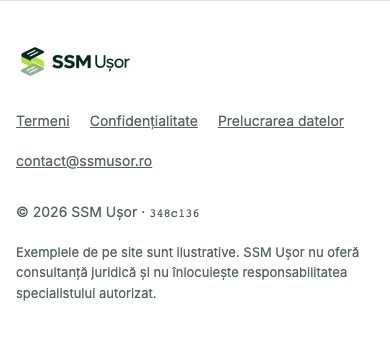 SSM Ușor
Termeni Confidențialitate Prelucrarea datelor
contact@ssmusor.ro
© 2026 SSM Ușor · 348c136
Exemplele de pe site sunt ilustrative. SSM Ușor nu oferă
consultanță juridică și nu înlocuiește responsabilitatea
specialistului autorizat.